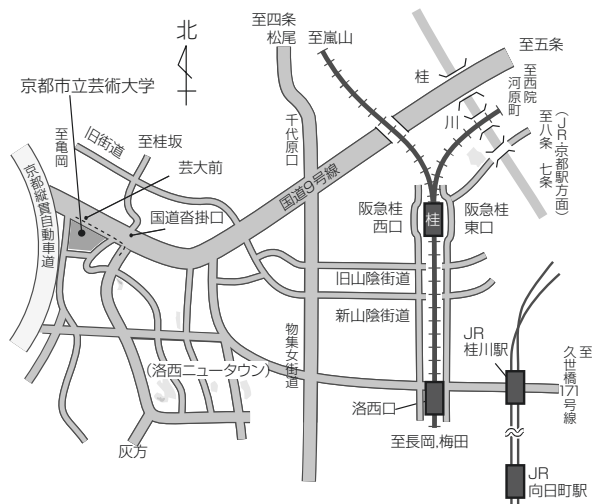 北
至四条
松尾
至嵐山
至五条
桂
川
至西院
河原町
至八条 七条
(JR・京都駅方面)
京都市立芸術大学
至亀岡
旧街道
至桂坂
芸大前
国道沓掛口
京都縦貫自動車道
千代原口
国道9号線
阪急桂
西口
桂
阪急桂
東口
旧山陰街道
新山陰街道
物集女街道
(洛西ニュータウン)
洛西口
灰方
至長岡,梅田
JR
桂川駅
至
久世橋
171号線
JR
向日町駅